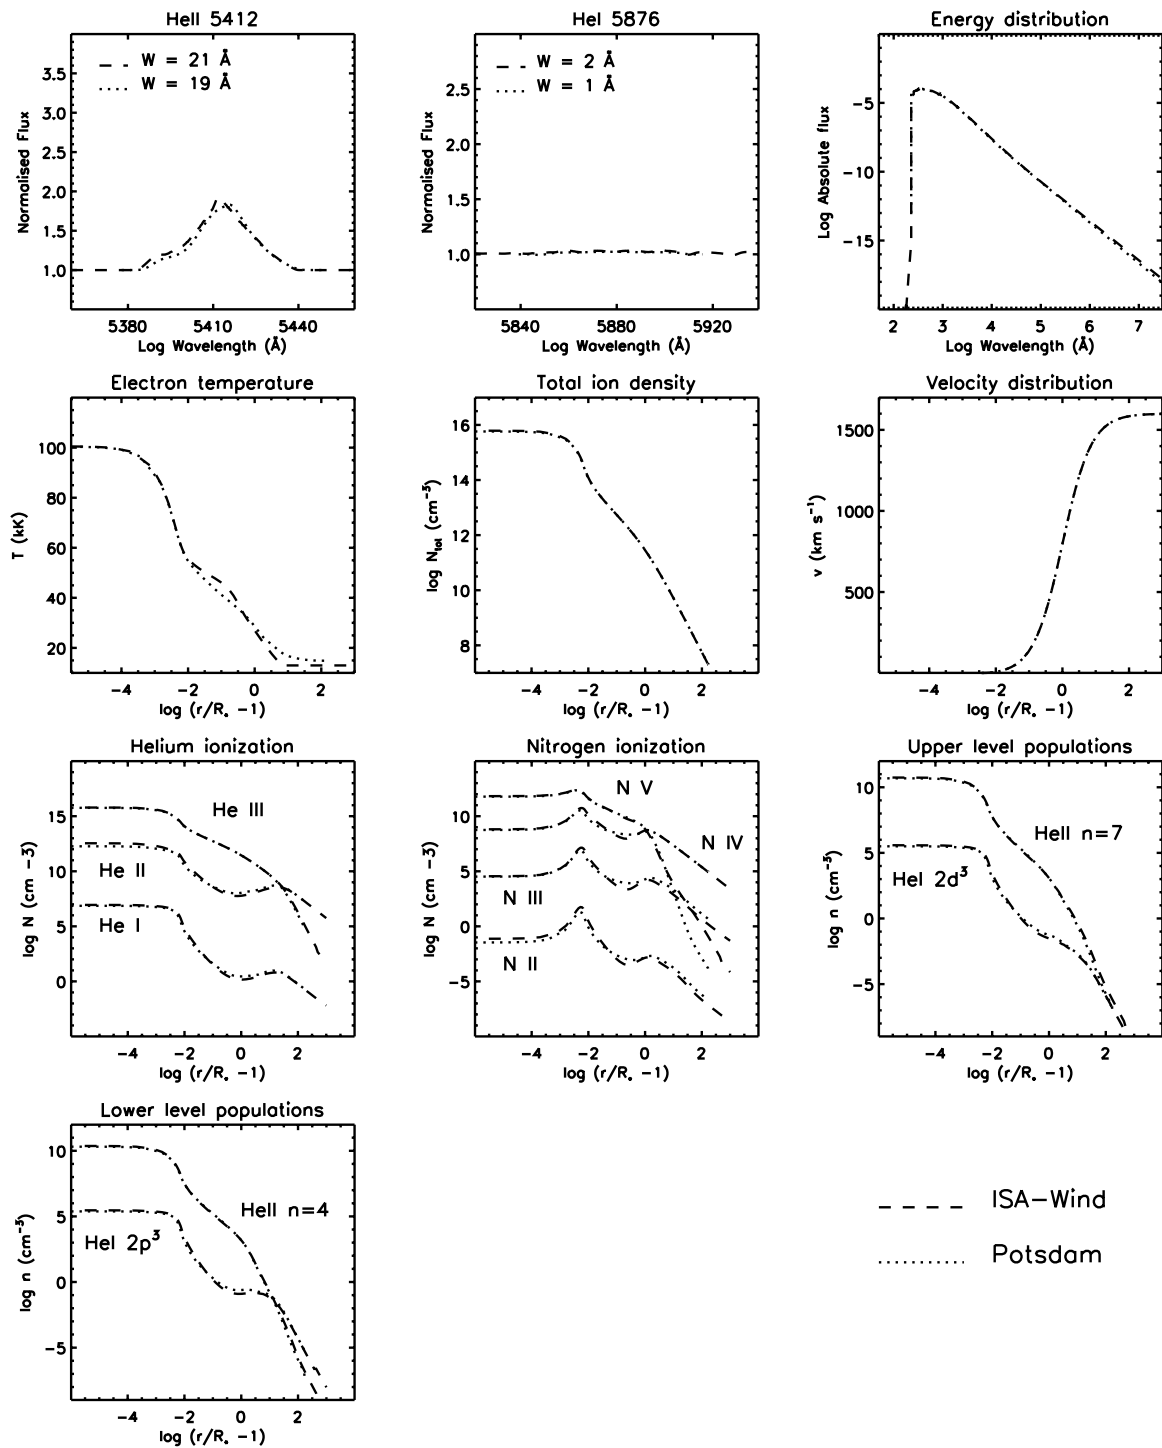 HeII 5412
W = 21 Å
W = 19 Å
3.5
3.0
2.5
2.0
1.5
1.0
Normalised Flux
5380 5410 5440
Log Wavelength (Å)
HeI 5876
W = 2 Å
W = 1 Å
2.5
2.0
1.5
1.0
Normalised Flux
5840 5880 5920
Log Wavelength (Å)
Energy distribution
−5
−10
−15
Log Absolute flux
2 3 4 5 6 7
Log Wavelength (Å)
Electron temperature
100
80
60
40
20
T (kK)
−4 −2 0 2
log (r/R* −1)
Total ion density
16
14
12
10
8
log Ntot (cm−3)
−4 −2 0 2
log (r/R* −1)
Velocity distribution
1500
1000
500
v (km s−1)
−4 −2 0 2
log (r/R* −1)
Helium ionization
15
10
5
0
log N (cm −3)
He III
He II
He I
−4 −2 0 2
log (r/R* −1)
Nitrogen ionization
10
5
0
−5
log N (cm −3)
N V
N IV
N III
N II
−4 −2 0 2
log (r/R* −1)
Upper level populations
10
5
0
−5
log n (cm−3)
HeII n=7
HeI 2d3
−4 −2 0 2
log (r/R* −1)
Lower level populations
10
5
0
−5
log n (cm−3)
HeII n=4
HeI 2p3
−4 −2 0 2
log (r/R* −1)
ISA−Wind
Potsdam